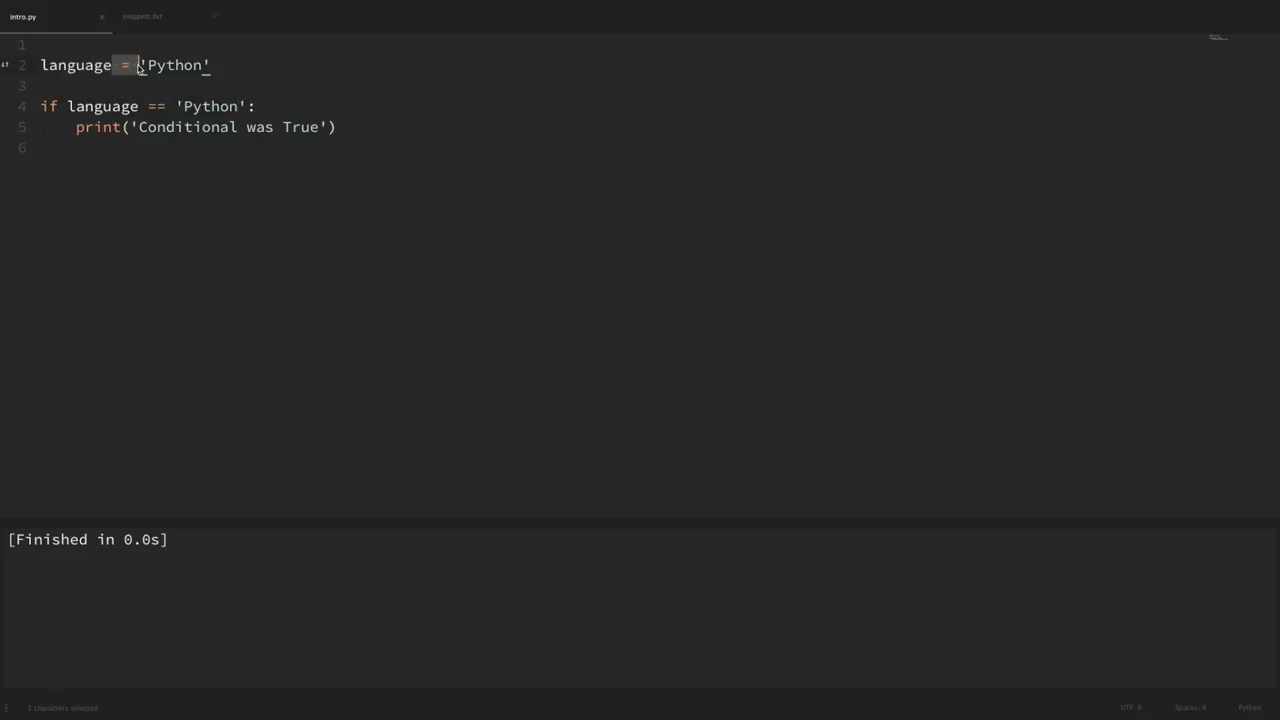 intro.py × snippets.txt ×
1
2 language = 'Python'
3
4 if language == 'Python':
5 print('Conditional was True')
6
[Finished in 0.0s]
3 characters selected UTF-8 Spaces: 4 Python